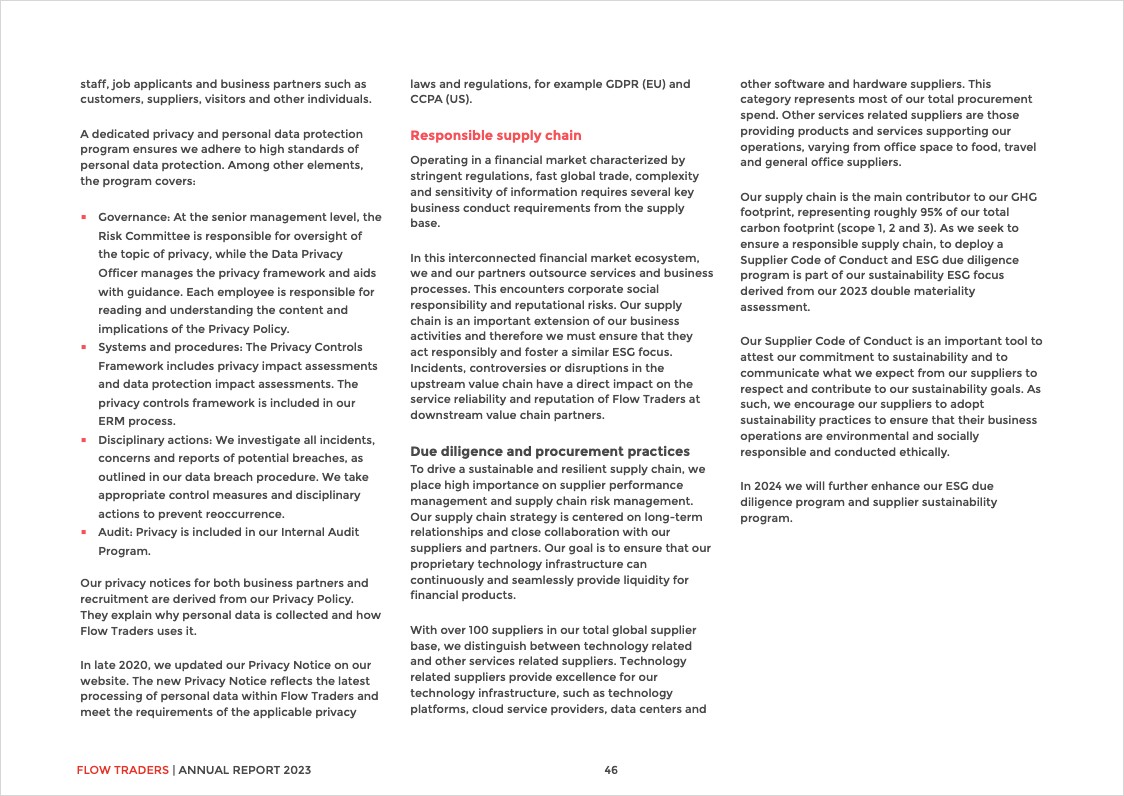 staff, job applicants and business partners such as
customers, suppliers, visitors and other individuals.
A dedicated privacy and personal data protection
program ensures we adhere to high standards of
personal data protection. Among other elements,
the program covers:
▪ Governance: At the senior management level, the
Risk Committee is responsible for oversight of
the topic of privacy, while the Data Privacy
Officer manages the privacy framework and aids
with guidance. Each employee is responsible for
reading and understanding the content and
implications of the Privacy Policy.
▪ Systems and procedures: The Privacy Controls
Framework includes privacy impact assessments
and data protection impact assessments. The
privacy controls framework is included in our
ERM process.
▪ Disciplinary actions: We investigate all incidents,
concerns and reports of potential breaches, as
outlined in our data breach procedure. We take
appropriate control measures and disciplinary
actions to prevent reoccurrence.
▪ Audit: Privacy is included in our Internal Audit
Program.
Our privacy notices for both business partners and
recruitment are derived from our Privacy Policy.
They explain why personal data is collected and how
Flow Traders uses it.
In late 2020, we updated our Privacy Notice on our
website. The new Privacy Notice reflects the latest
processing of personal data within Flow Traders and
meet the requirements of the applicable privacy
laws and regulations, for example GDPR (EU) and
CCPA (US).
Responsible supply chain
Operating in a financial market characterized by
stringent regulations, fast global trade, complexity
and sensitivity of information requires several key
business conduct requirements from the supply
base.
In this interconnected financial market ecosystem,
we and our partners outsource services and business
processes. This encounters corporate social
responsibility and reputational risks. Our supply
chain is an important extension of our business
activities and therefore we must ensure that they
act responsibly and foster a similar ESG focus.
Incidents, controversies or disruptions in the
upstream value chain have a direct impact on the
service reliability and reputation of Flow Traders at
downstream value chain partners.
Due diligence and procurement practices
To drive a sustainable and resilient supply chain, we
place high importance on supplier performance
management and supply chain risk management.
Our supply chain strategy is centered on long-term
relationships and close collaboration with our
suppliers and partners. Our goal is to ensure that our
proprietary technology infrastructure can
continuously and seamlessly provide liquidity for
financial products.
With over 100 suppliers in our total global supplier
base, we distinguish between technology related
and other services related suppliers. Technology
related suppliers provide excellence for our
technology infrastructure, such as technology
platforms, cloud service providers, data centers and
other software and hardware suppliers. This
category represents most of our total procurement
spend. Other services related suppliers are those
providing products and services supporting our
operations, varying from office space to food, travel
and general office suppliers.
Our supply chain is the main contributor to our GHG
footprint, representing roughly 95% of our total
carbon footprint (scope 1, 2 and 3). As we seek to
ensure a responsible supply chain, to deploy a
Supplier Code of Conduct and ESG due diligence
program is part of our sustainability ESG focus
derived from our 2023 double materiality
assessment.
Our Supplier Code of Conduct is an important tool to
attest our commitment to sustainability and to
communicate what we expect from our suppliers to
respect and contribute to our sustainability goals. As
such, we encourage our suppliers to adopt
sustainability practices to ensure that their business
operations are environmental and socially
responsible and conducted ethically.
In 2024 we will further enhance our ESG due
diligence program and supplier sustainability
program.
FLOW TRADERS | ANNUAL REPORT 2023
46